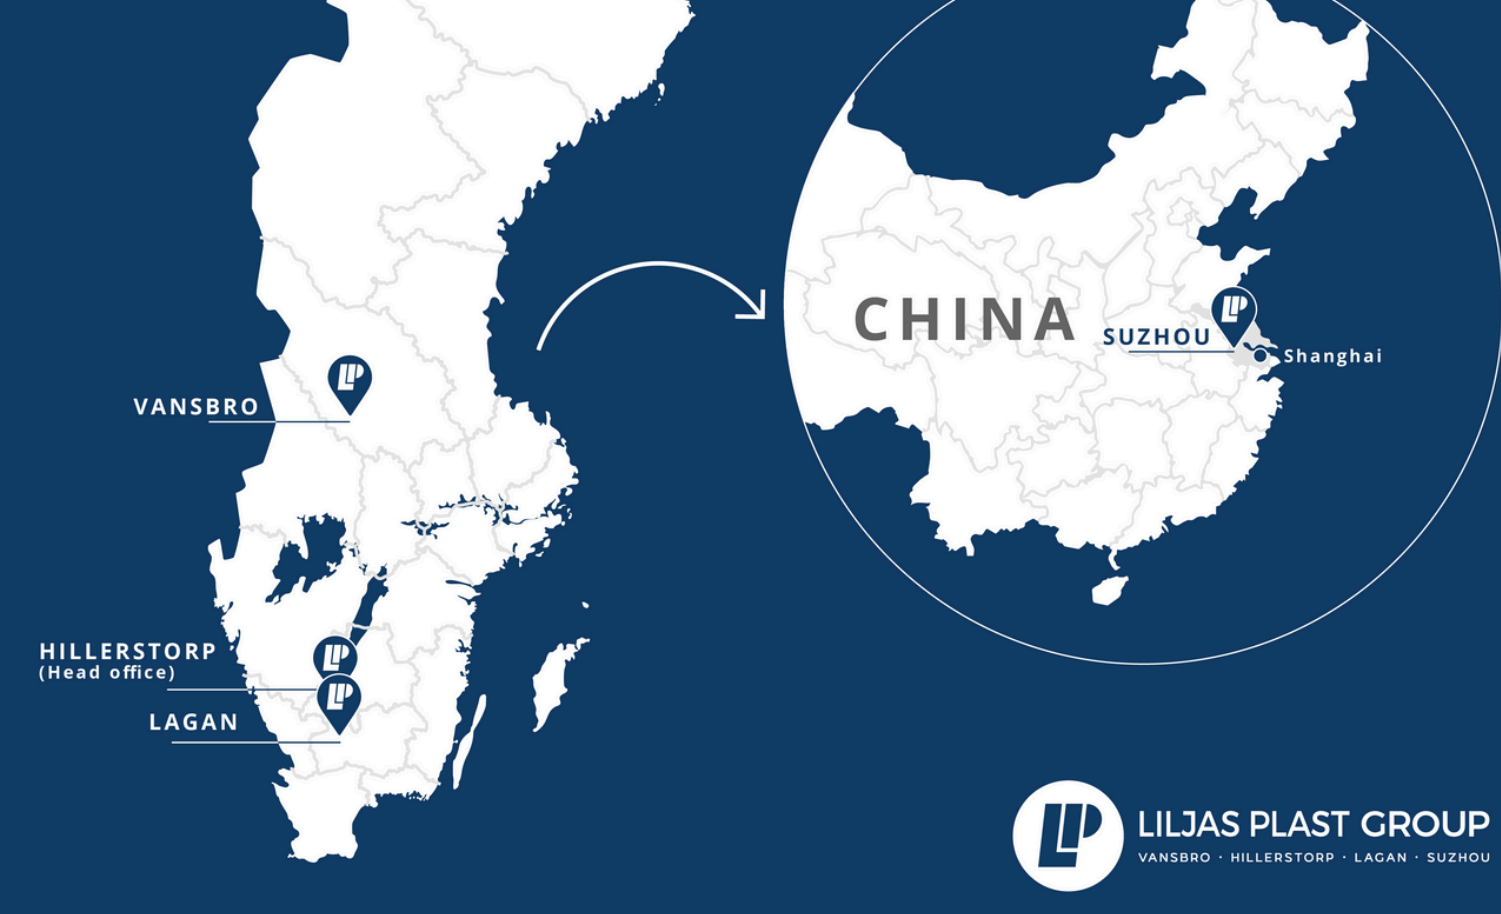 CHINA
SUZHOU
Shanghai
VANSBRO
HILLERSTORP
(Head office)
LAGAN
LILJAS PLAST GROUP
VANSBRO · HILLERSTORP · LAGAN · SUZHOU